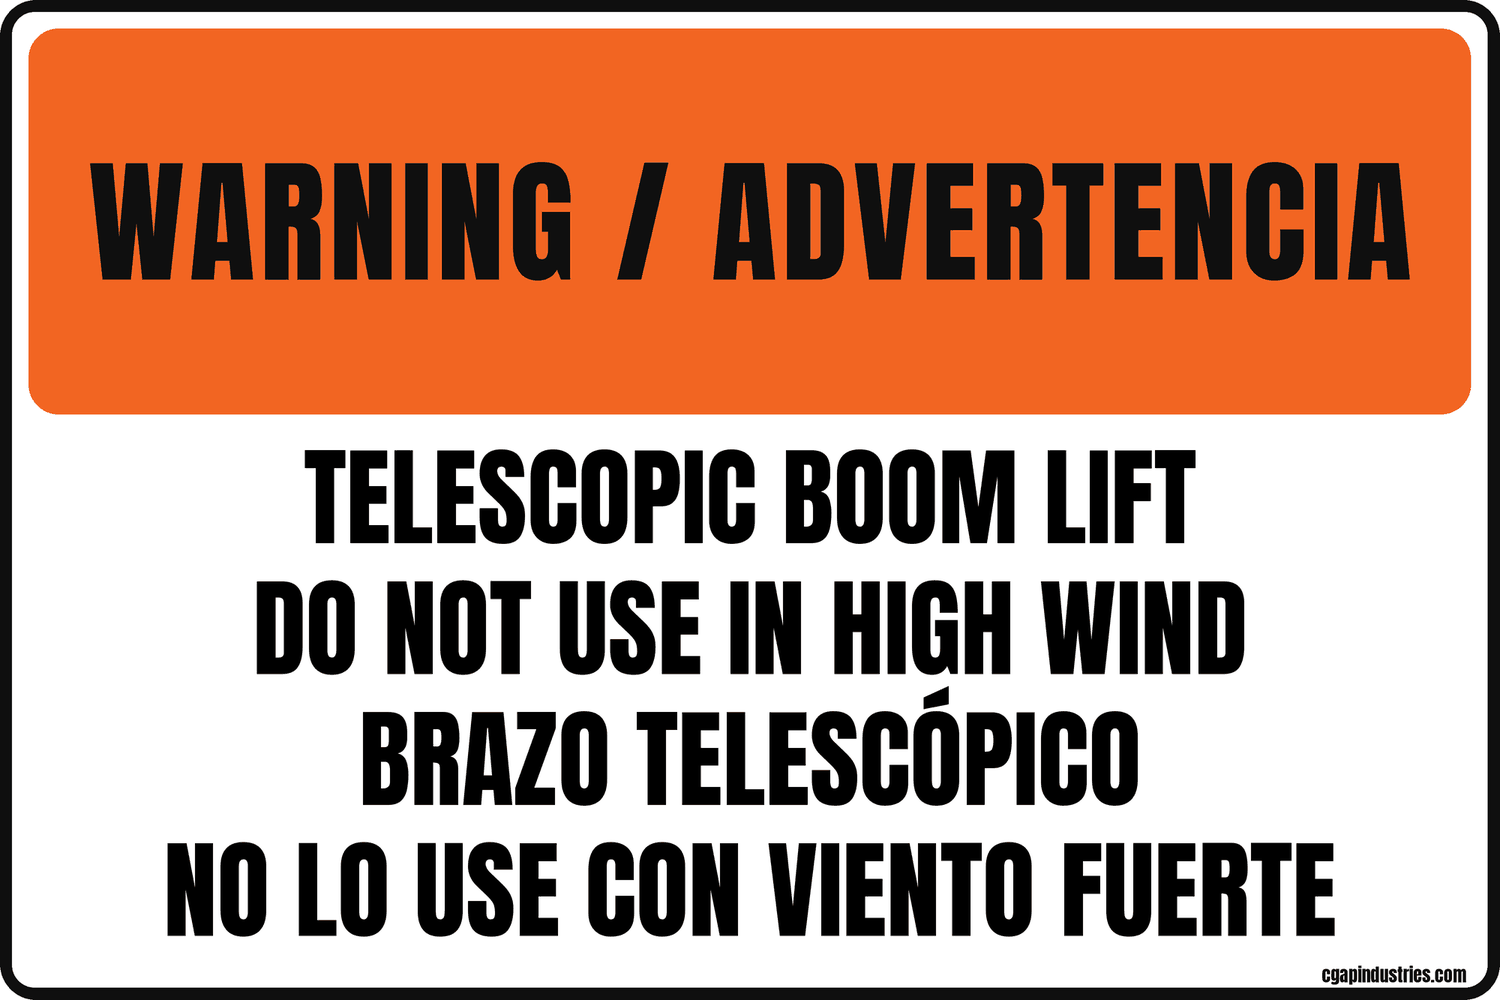 WARNING / ADVERTENCIA
TELESCOPIC BOOM LIFT
DO NOT USE IN HIGH WIND
BRAZO TELESCÓPICO
NO LO USE CON VIENTO FUERTE
cgapindustries.com